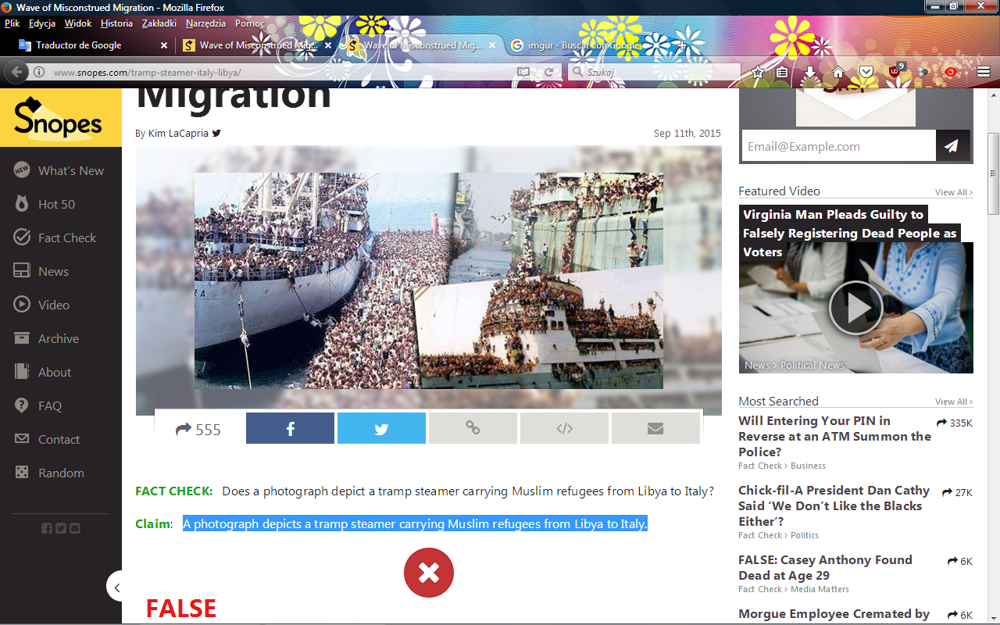 Wave of Misconstrued Migration - Mozilla Firefox
Plik Edycja Widok Historia Zakładki Narzędzia Pomoc
Traductor de Google
Wave of Misconstrued Mig...
Wave of Misconstrued Mig...
imgur - Buscar con Google
www.snopes.com/tramp-steamer-italy-libya/
Szukaj
9
Snopes
NEW
What's New
Hot 50
Fact Check
News
Video
Archive
About
FAQ
Contact
Random
Migration
By Kim LaCapria
Sep 11th, 2015
RA
555
FACT CHECK: Does a photograph depict a tramp steamer carrying Muslim refugees from Libya to Italy?
Claim: A photograph depicts a tramp steamer carrying Muslim refugees from Libya to Italy.
FALSE
Email@Example.com
Featured Video
View All ›
Virginia Man Pleads Guilty to
Falsely Registering Dead People as
Voters
News › Political News
Most Searched
View All ›
Will Entering Your PIN in
Reverse at an ATM Summon the
Police?
335K
Fact Check › Business
Chick-fil-A President Dan Cathy
Said ‘We Don’t Like the Blacks
Either’?
27K
Fact Check › Politics
FALSE: Casey Anthony Found
Dead at Age 29
6K
Fact Check › Media Matters
Morgue Employee Cremated by
6K